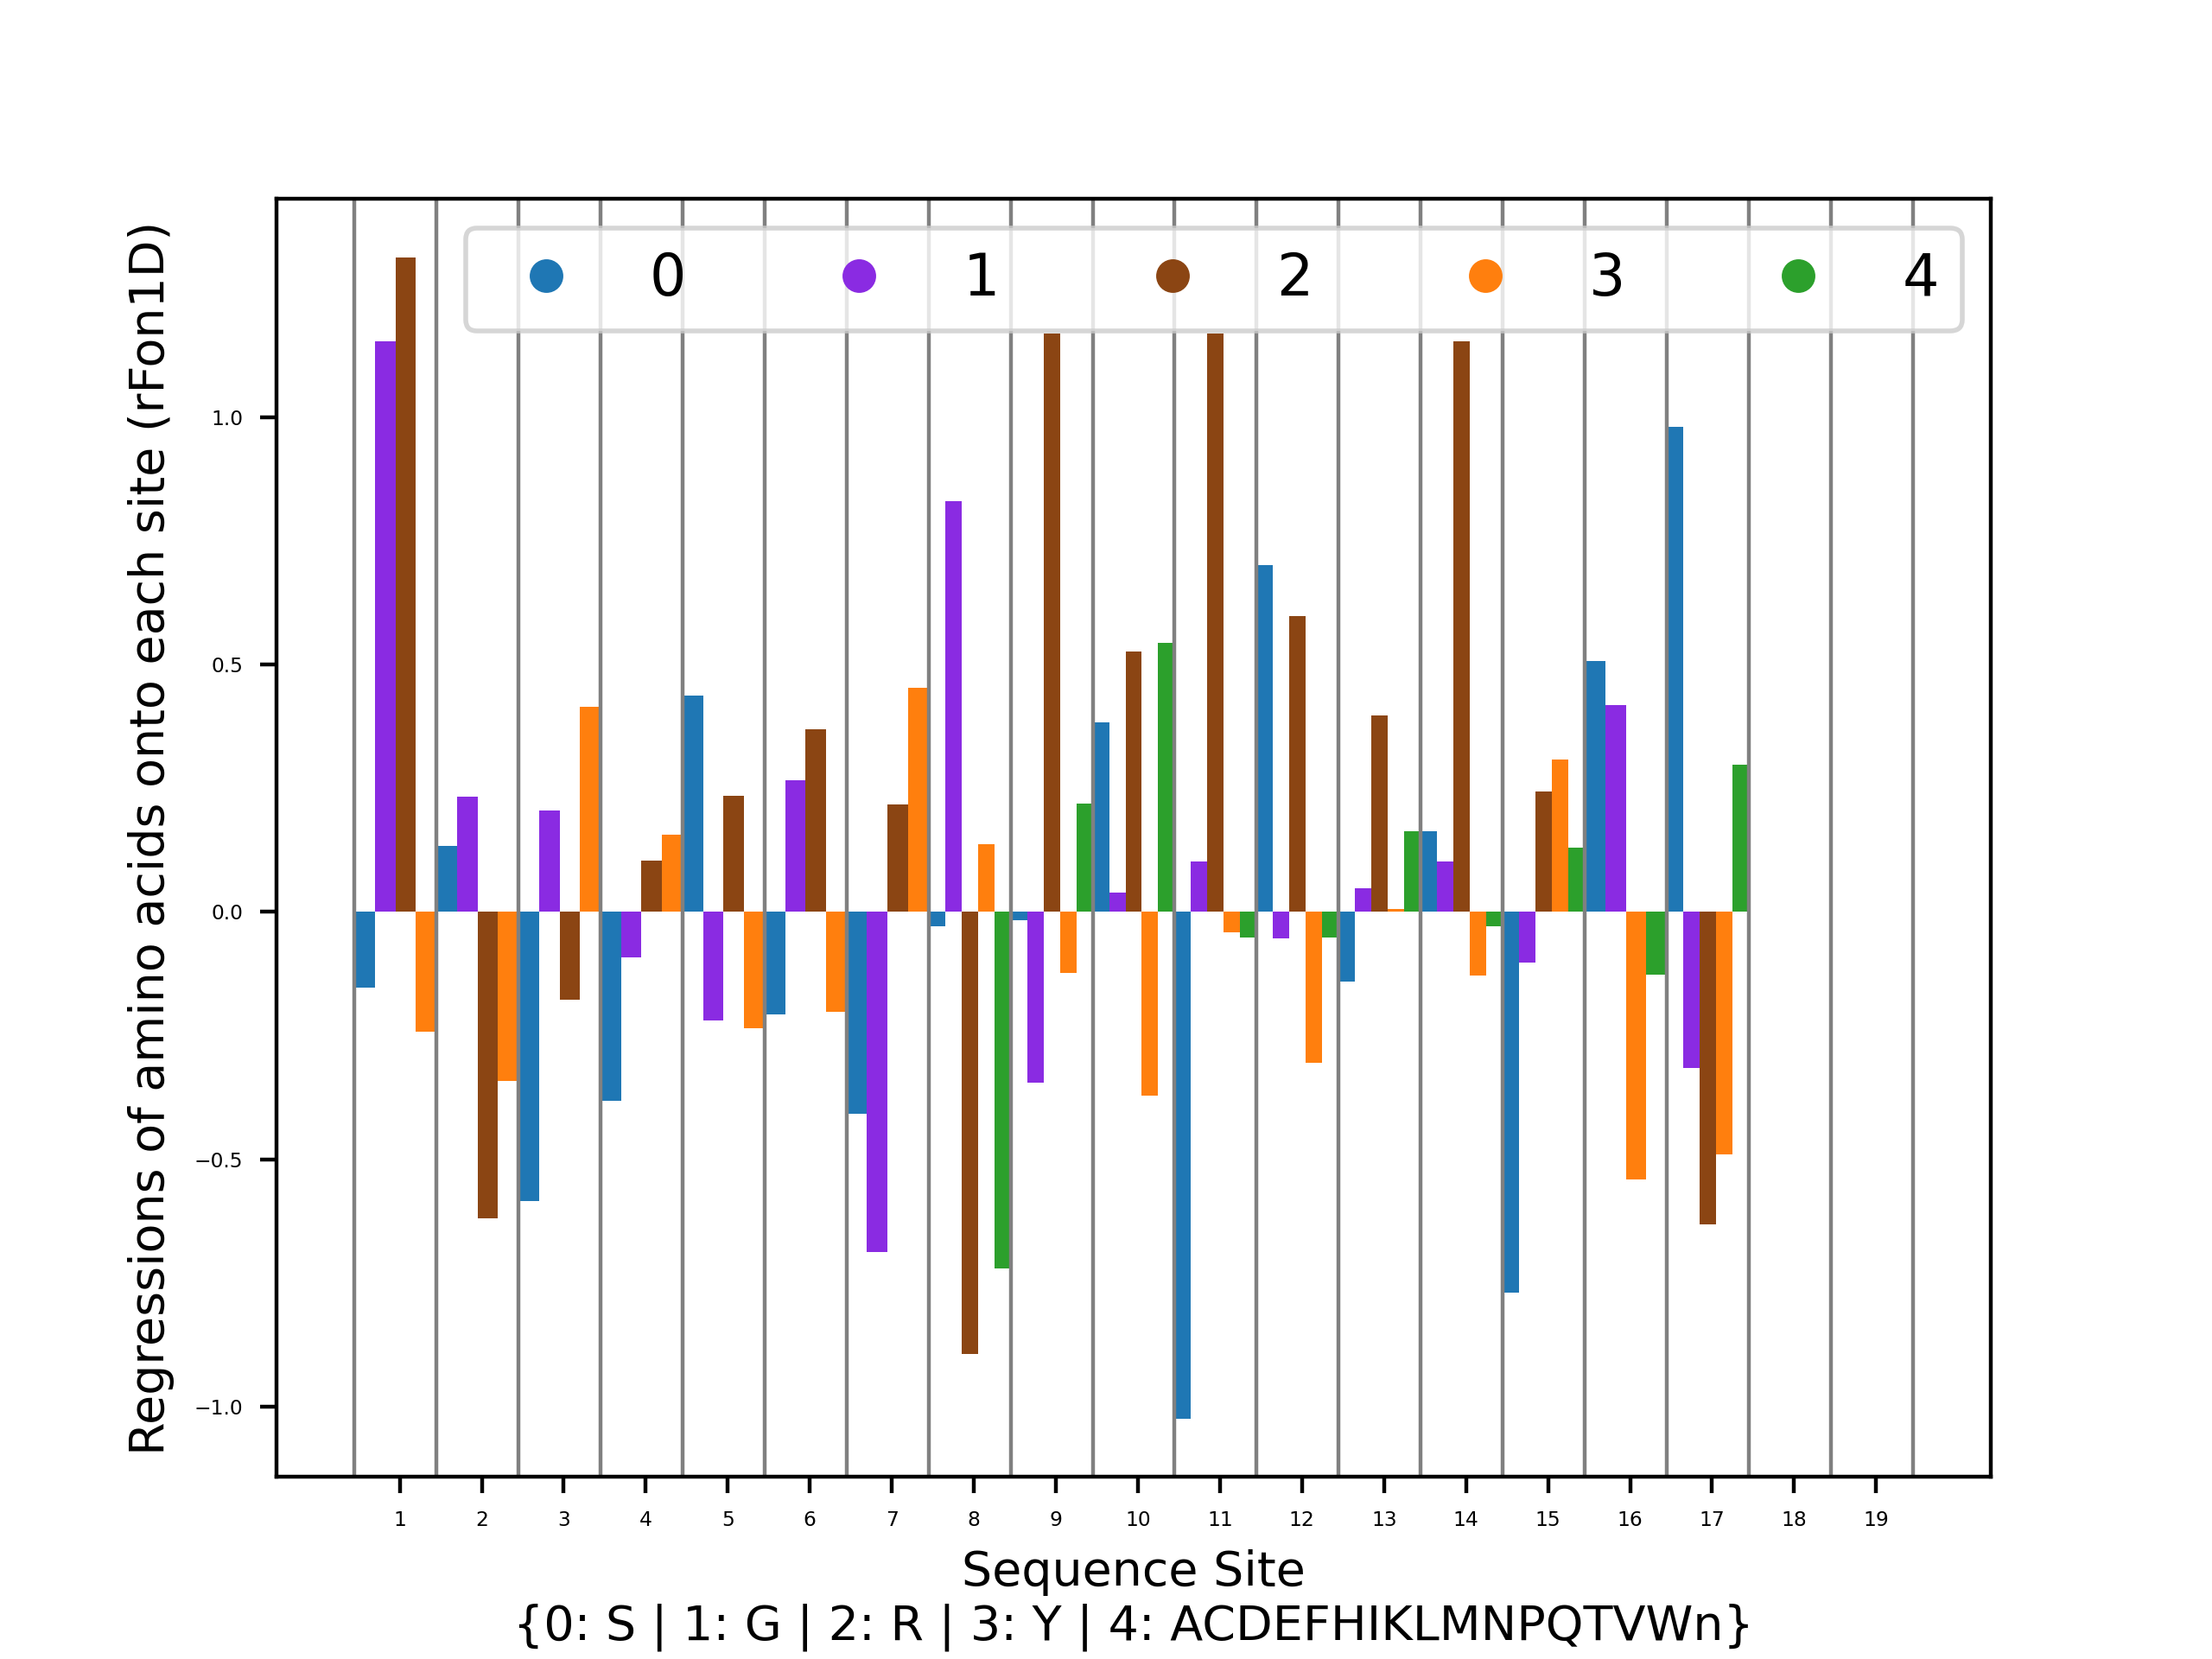 Regressions of amino acids onto each site (rFon1D)
0 1 2 3 4
1.0
0.5
0.0
−0.5
−1.0
1 2 3 4 5 6 7 8 9 10 11 12 13 14 15 16 17 18 19
Sequence Site
{0: S | 1: G | 2: R | 3: Y | 4: ACDEFHIKLMNPQTVWn}